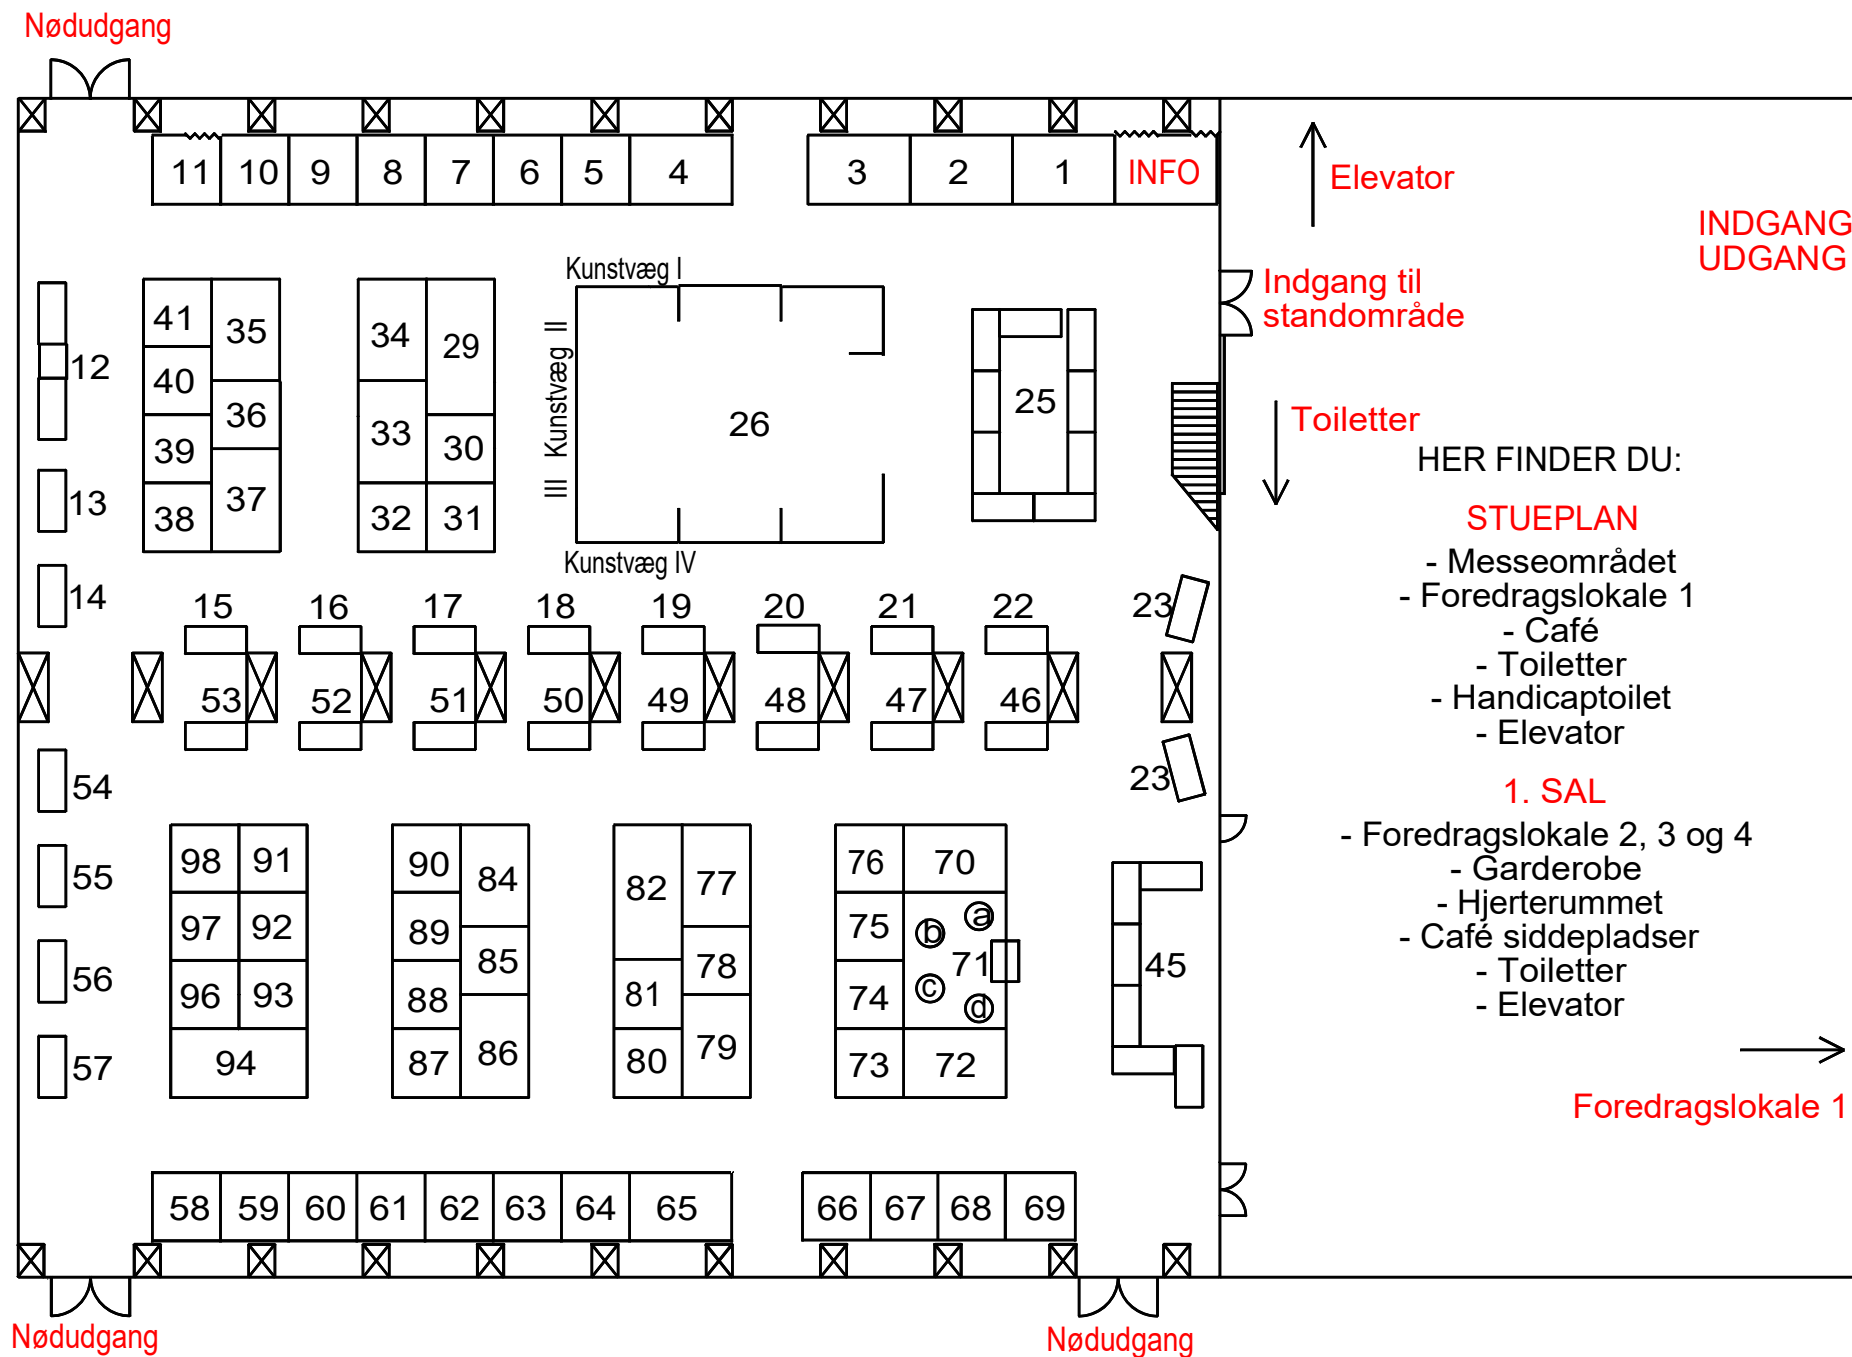 Nødudgang
11 10 9 8 7 6 5 4 3 2 1 INFO
Elevator
INDGANG
UDGANG
Kunstvæg I
Indgang til
standområde
41 35 34 29
Kunstvæg II
12
40 36 33 30
III
26
25
Toiletter
39 37
13
38 32 31
HER FINDER DU:
STUEPLAN
- Messeområdet
- Foredragslokale 1
- Café
- Toiletter
- Handicaptoilet
- Elevator
Kunstvæg IV
14
15 16 17 18 19 20 21 22 23
53 52 51 50 49 48 47 46
54
23
1. SAL
- Foredragslokale 2, 3 og 4
- Garderobe
- Hjerterummet
- Café siddepladser
- Toiletter
- Elevator
98 91 90 84 82 77 76 70
55
97 92 89 85 78 75 b a
71
45
56
96 93 88 81 74 c d
57
94 87 86 80 79 73 72
Foredragslokale 1
58 59 60 61 62 63 64 65 66 67 68 69
Nødudgang
Nødudgang